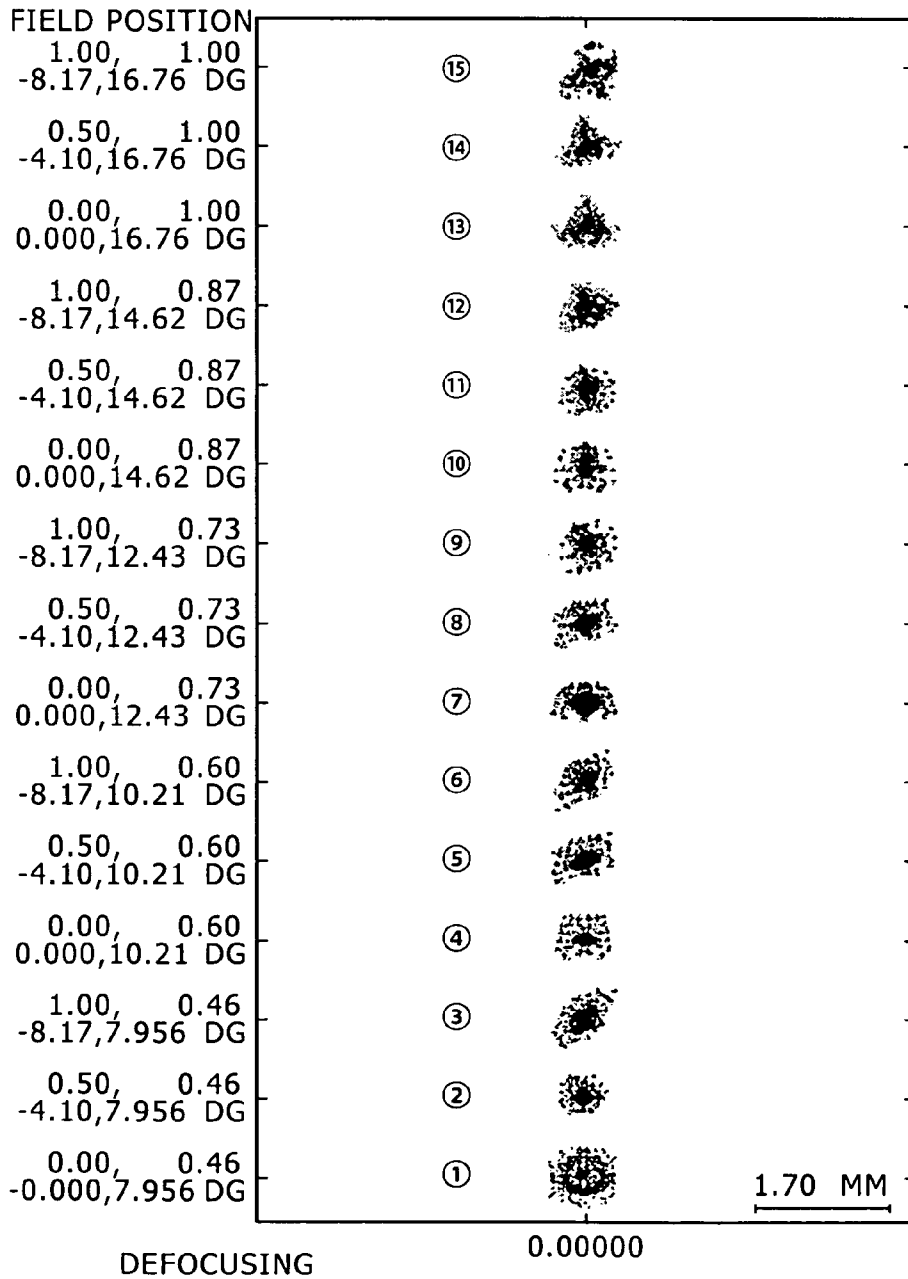 FIELD POSITION
1.00, 1.00
-8.17,16.76 DG
⑮
0.50, 1.00
-4.10,16.76 DG
⑭
0.00, 1.00
0.000,16.76 DG
⑬
1.00, 0.87
-8.17,14.62 DG
⑫
0.50, 0.87
-4.10,14.62 DG
⑪
0.00, 0.87
0.000,14.62 DG
⑩
1.00, 0.73
-8.17,12.43 DG
⑨
0.50, 0.73
-4.10,12.43 DG
⑧
0.00, 0.73
0.000,12.43 DG
⑦
1.00, 0.60
-8.17,10.21 DG
⑥
0.50, 0.60
-4.10,10.21 DG
⑤
0.00, 0.60
0.000,10.21 DG
④
1.00, 0.46
-8.17,7.956 DG
③
0.50, 0.46
-4.10,7.956 DG
②
0.00, 0.46
-0.000,7.956 DG
①
1.70 MM
0.00000
DEFOCUSING